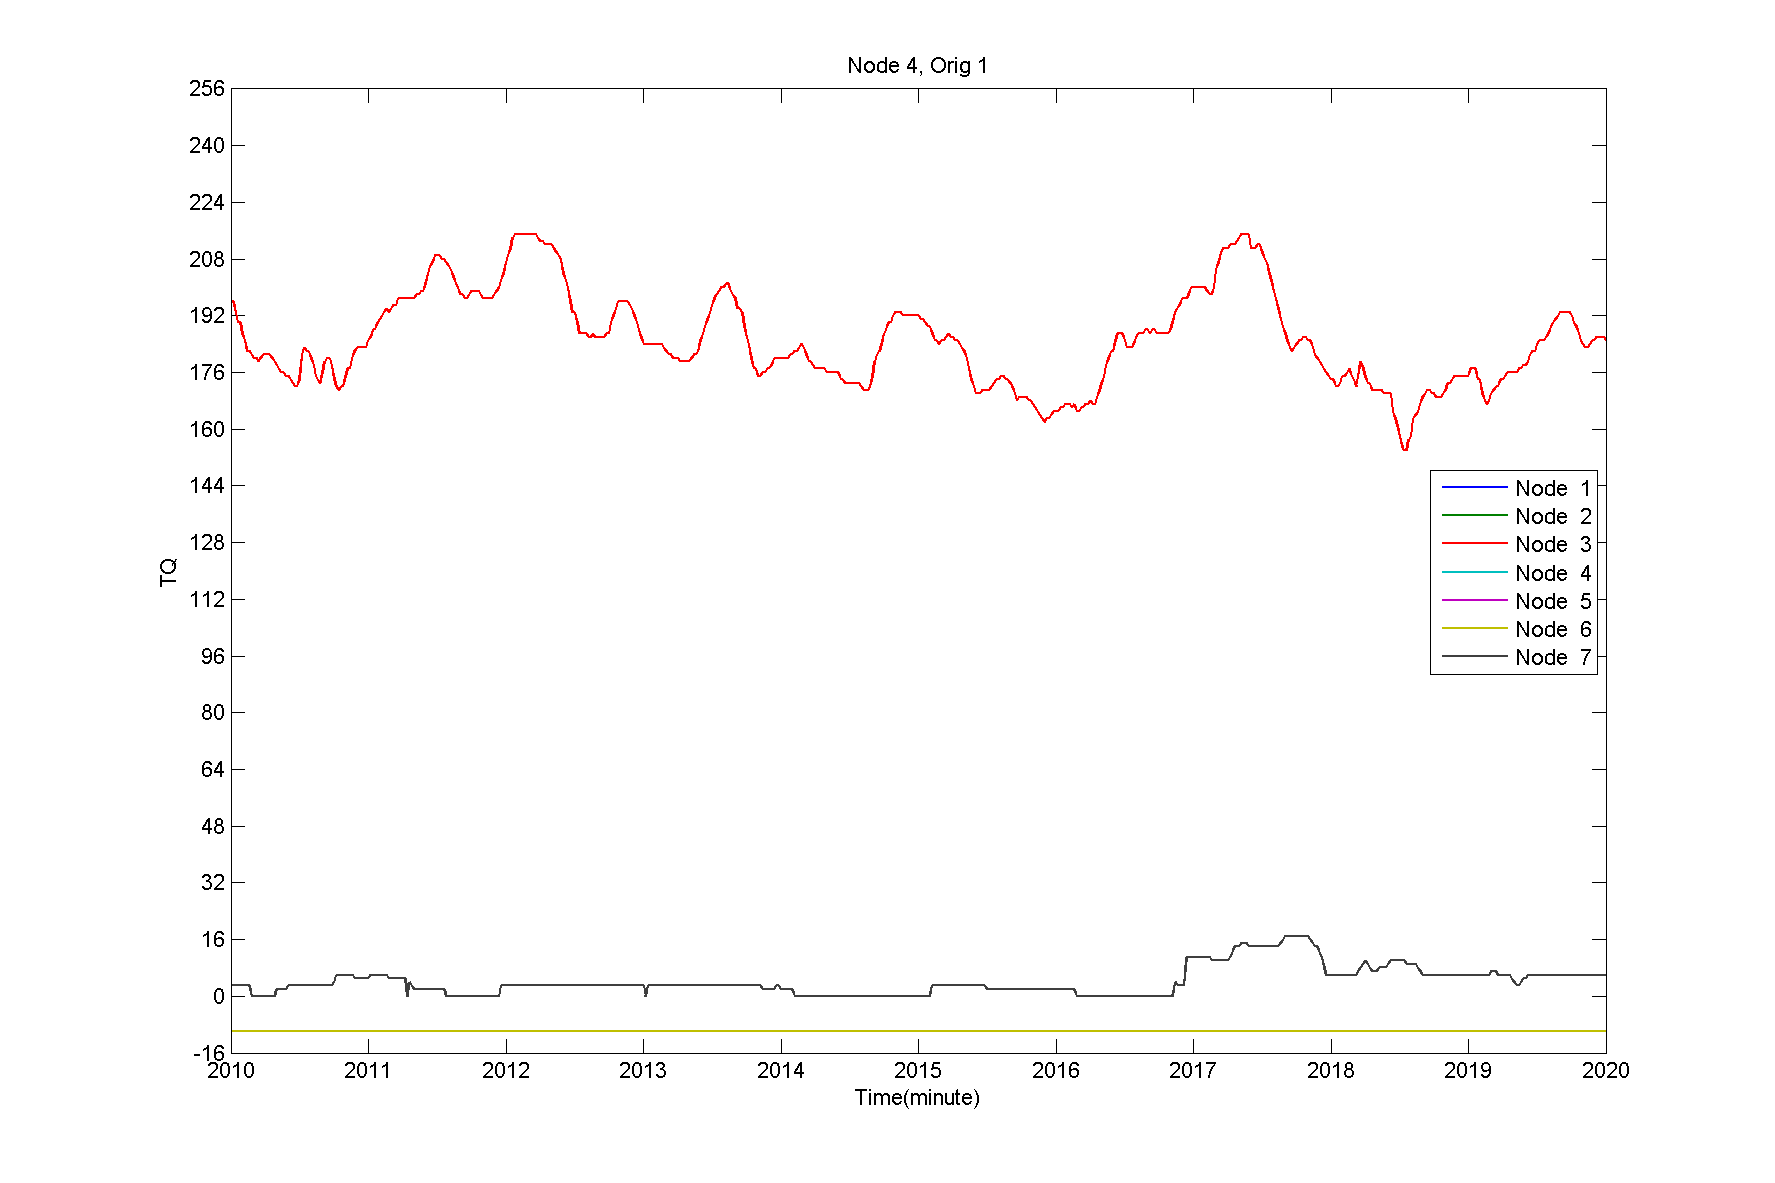 Node 4, Orig 1
256
240
224
208
192
176
160
144
128
112
96
80
64
48
32
16
0
-16
TQ
Node 1
Node 2
Node 3
Node 4
Node 5
Node 6
Node 7
2010 2011 2012 2013 2014 2015 2016 2017 2018 2019 2020
Time(minute)